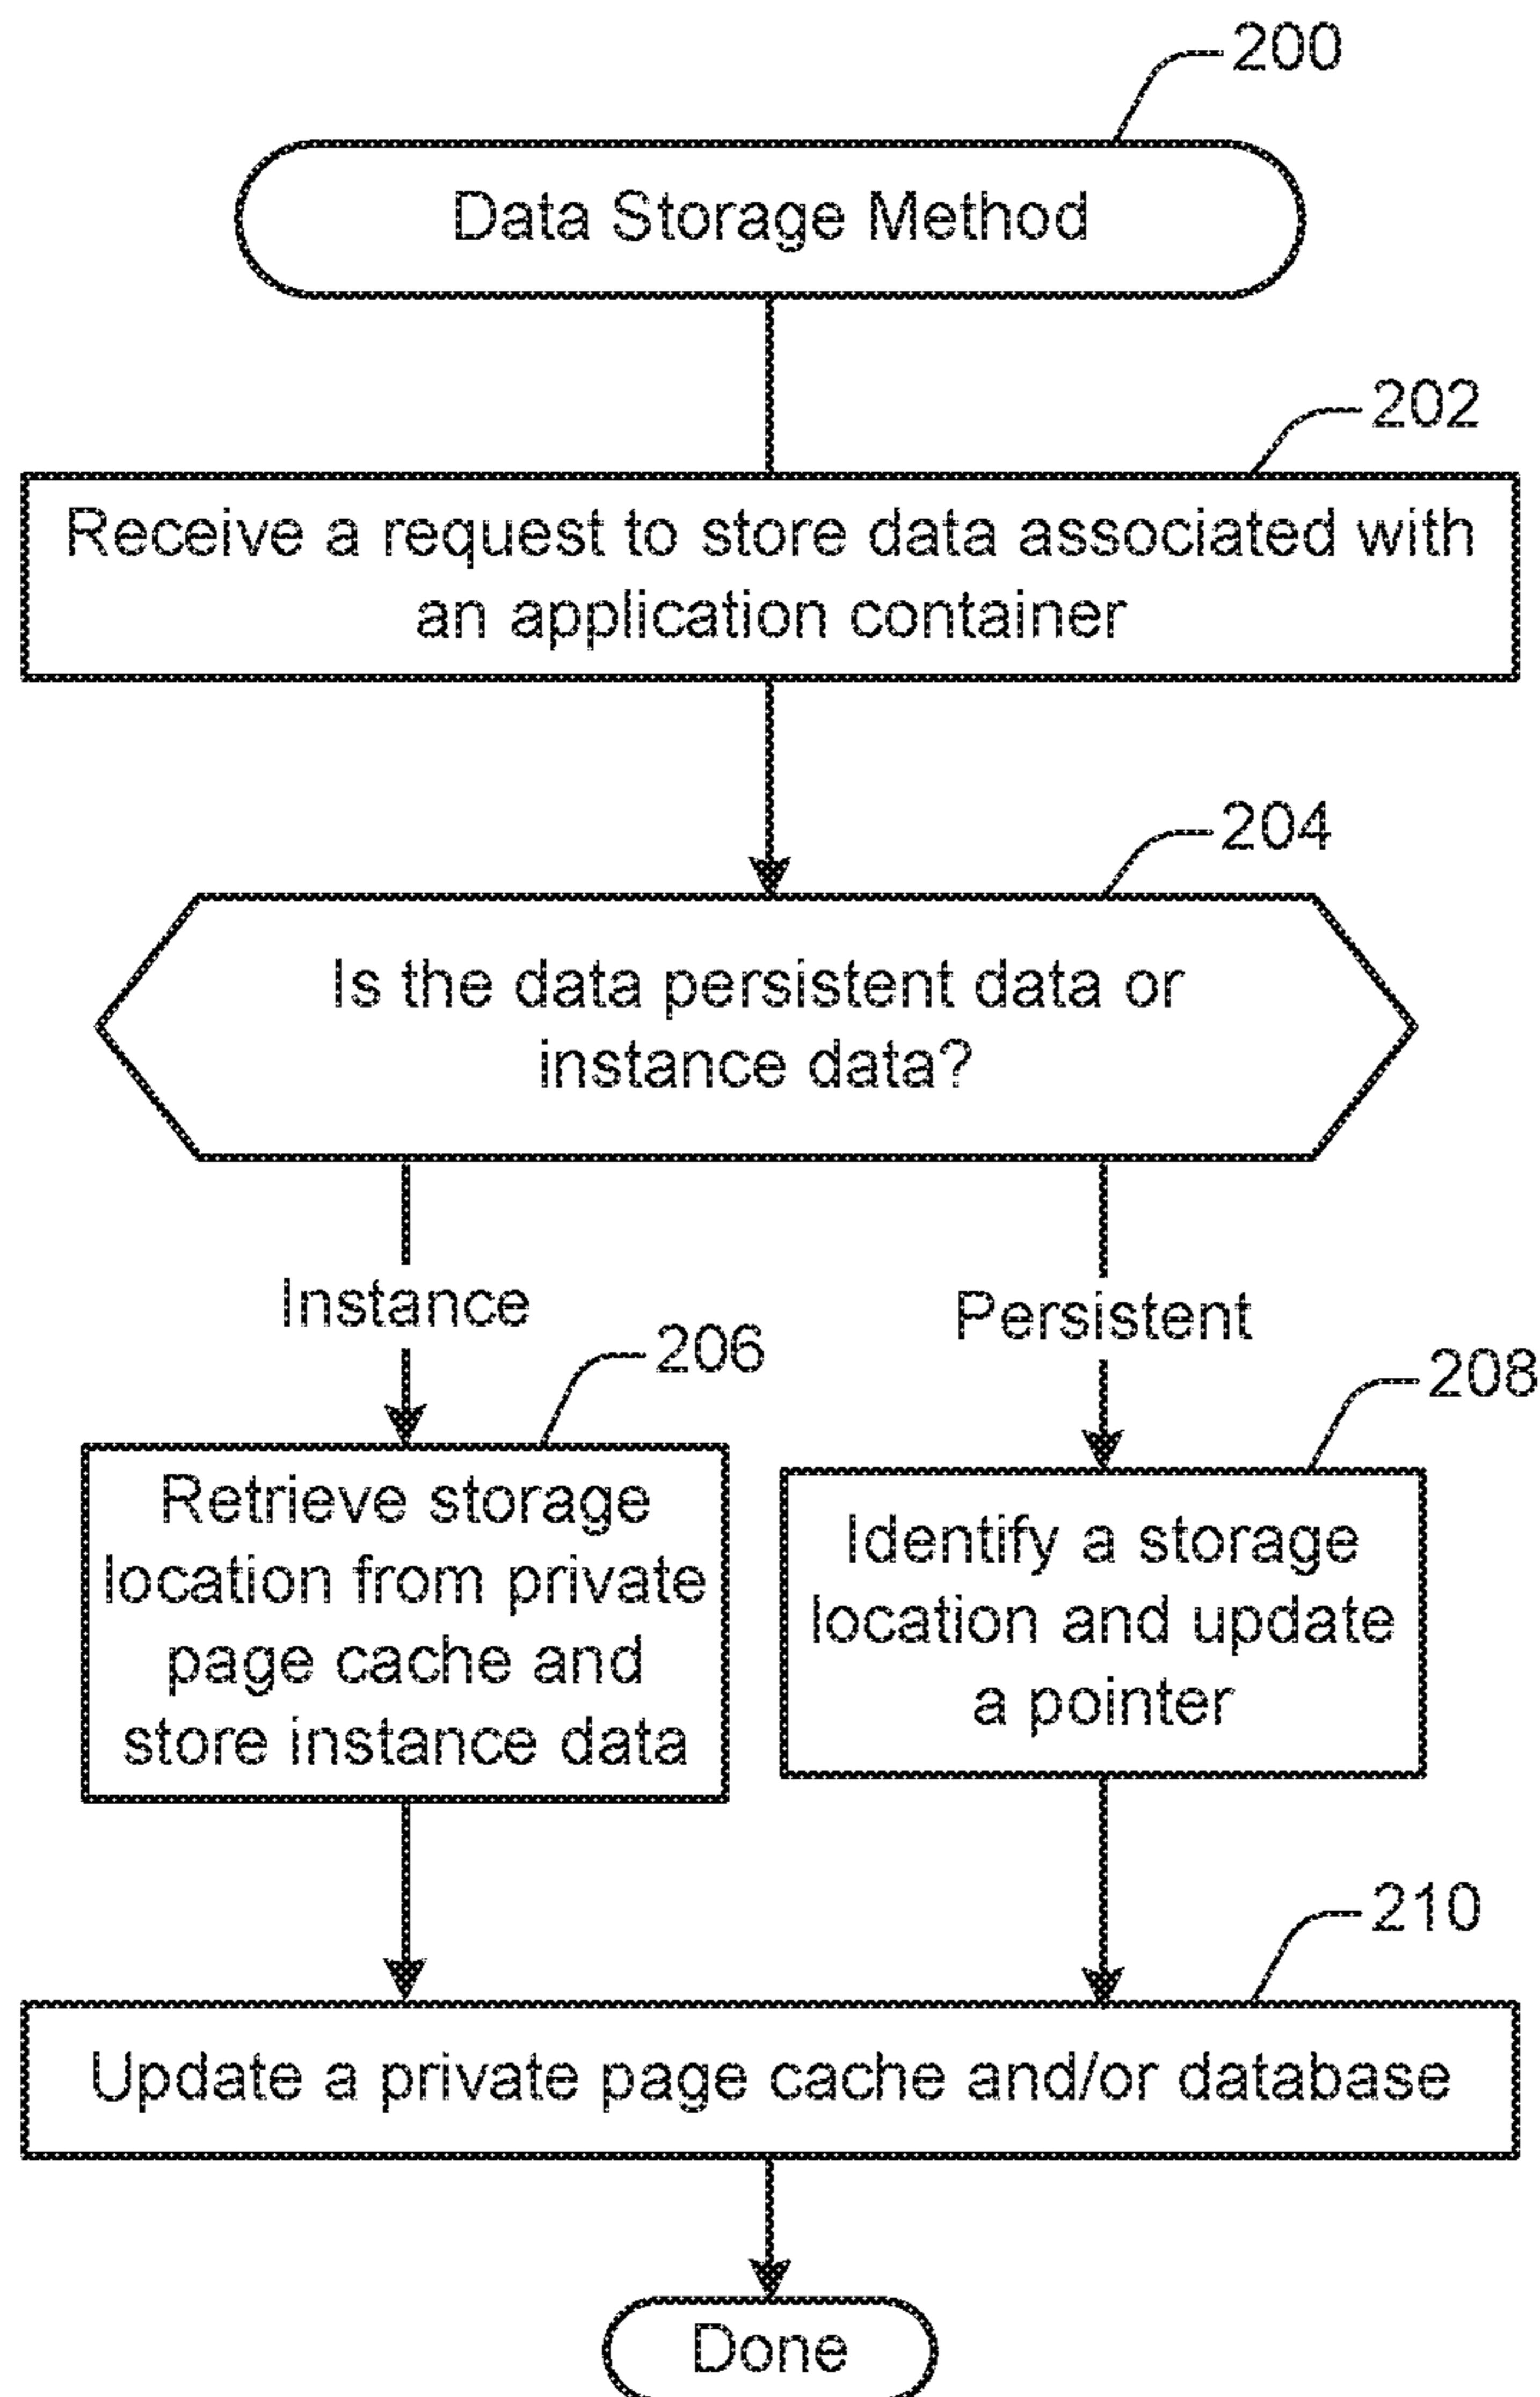 200
Data Storage Method
202
Receive a request to store data associated with
an application container
204
Is the data persistent data or
instance data?
Instance
Persistent
206
208
Retrieve storage
location from private
page cache and
store instance data
Identify a storage
location and update
a pointer
210
Update a private page cache and/or database
Done